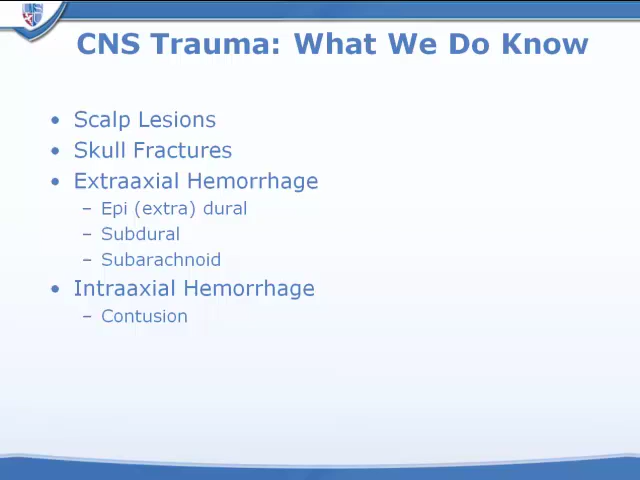 CNS Trauma: What We Do Know
• Scalp Lesions
• Skull Fractures
• Extraaxial Hemorrhage
– Epi (extra) dural
– Subdural
– Subarachnoid
• Intraaxial Hemorrhage
– Contusion